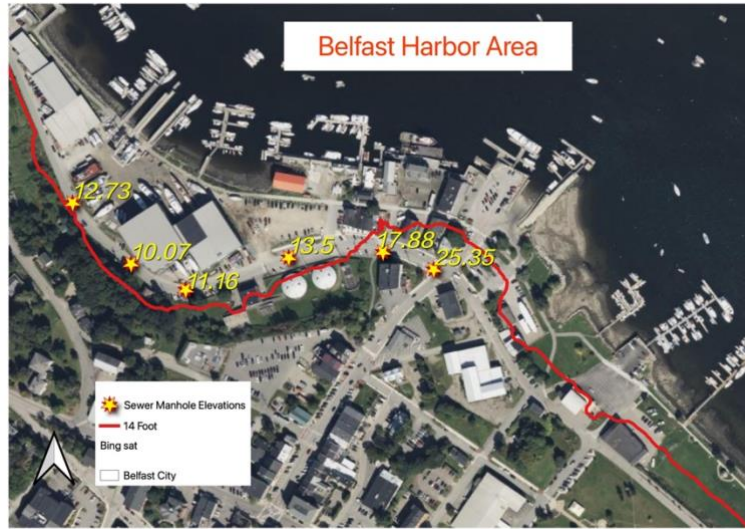 Belfast Harbor Area
12.73
10.07
11.16
13.5
17.88
25.35
Sewer Manhole Elevations
14 Foot
Bing sat
Belfast City